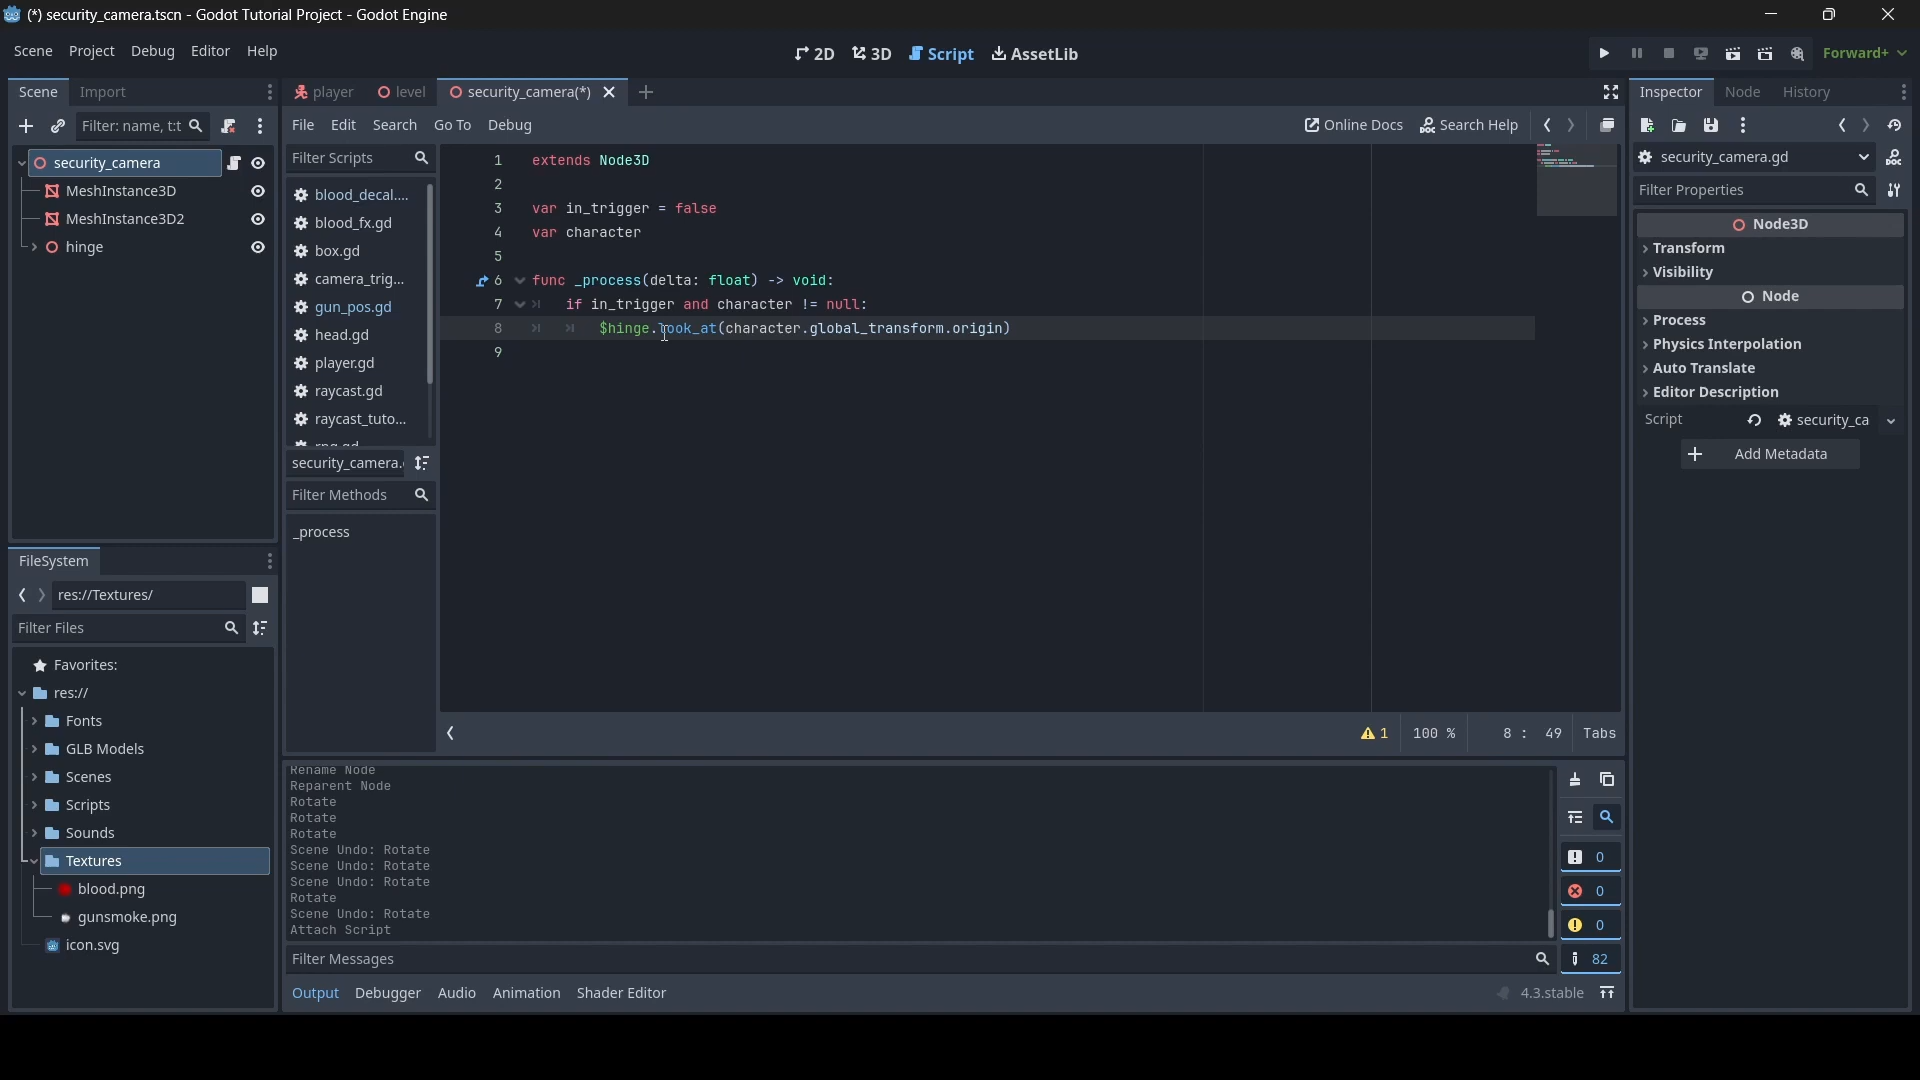 (*) security_camera.tscn - Godot Tutorial Project - Godot Engine
Scene Project Debug Editor Help
2D 3D Script AssetLib
Forward+
Scene Import
Filter: name, t:t
security_camera
MeshInstance3D
MeshInstance3D2
hinge
FileSystem
res://Textures/
Filter Files
Favorites:
res://
Fonts
GLB Models
Scenes
Scripts
Sounds
Textures
blood.png
gunsmoke.png
icon.svg
player level security_camera(*)
File Edit Search Go To Debug
Online Docs Search Help
Filter Scripts
blood_decal....
blood_fx.gd
box.gd
camera_trig...
gun_pos.gd
head.gd
player.gd
raycast.gd
raycast_tuto...
security_camera.
Filter Methods
_process
1 extends Node3D
2
3 var in_trigger = false
4 var character
5
6 func _process(delta: float) -> void:
7 if in_trigger and character != null:
8 $hinge.look_at(character.global_transform.origin)
9
1 100 % 8 : 49 Tabs
Rename Node
Reparent Node
Rotate
Rotate
Rotate
Scene Undo: Rotate
Scene Undo: Rotate
Scene Undo: Rotate
Rotate
Scene Undo: Rotate
Attach Script
0
0
0
82
Filter Messages
Output Debugger Audio Animation Shader Editor
4.3.stable
Inspector Node History
security_camera.gd
Filter Properties
Node3D
Transform
Visibility
Node
Process
Physics Interpolation
Auto Translate
Editor Description
Script security_ca
Add Metadata